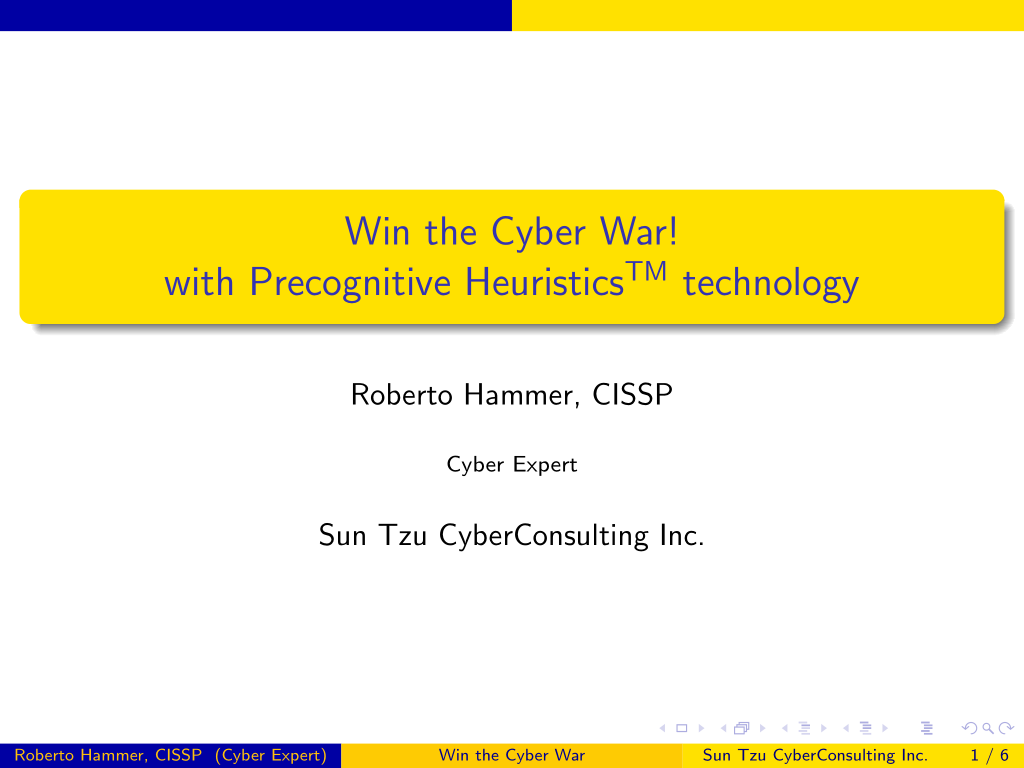 Win the Cyber War!
with Precognitive Heuristics™ technology
Roberto Hammer, CISSP
Cyber Expert
Sun Tzu CyberConsulting Inc.
Roberto Hammer, CISSP (Cyber Expert)
Win the Cyber War
Sun Tzu CyberConsulting Inc.
1 / 6